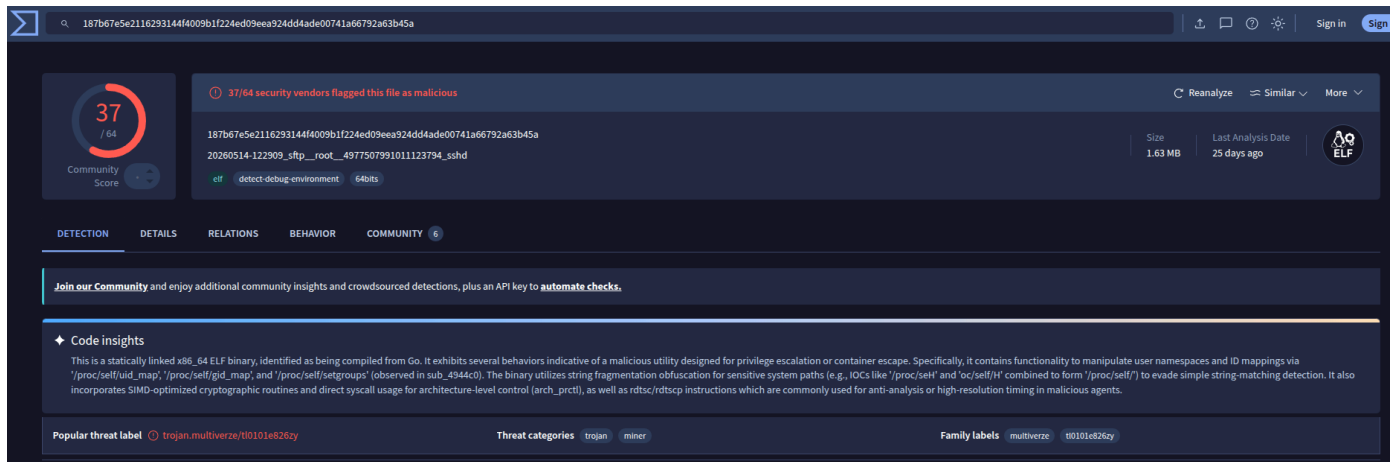 187b67e5e2116293144f4009b1f224ed09eea924dd4ade00741a66792a63b45a
Sign in
Sign
37
/ 64
Community
Score
37/64 security vendors flagged this file as malicious
Reanalyze
Similar
More
187b67e5e2116293144f4009b1f224ed09eea924dd4ade00741a66792a63b45a
20260514-122909_sftp__root__4977507991011123794_sshd
elf
detect-debug-environment
64bits
Size
1.63 MB
Last Analysis Date
25 days ago
ELF
DETECTION
DETAILS
RELATIONS
BEHAVIOR
COMMUNITY 6
Join our Community and enjoy additional community insights and crowdsourced detections, plus an API key to automate checks.
Code insights
This is a statically linked x86_64 ELF binary, identified as being compiled from Go. It exhibits several behaviors indicative of a malicious utility designed for privilege escalation or container escape. Specifically, it contains functionality to manipulate user namespaces and ID mappings via
'/proc/self/uid_map', '/proc/self/gid_map', and '/proc/self/setgroups' (observed in sub_4944c0). The binary utilizes string fragmentation obfuscation for sensitive system paths (e.g., IOCs like '/proc/seH' and 'oc/self/H' combined to form '/proc/self/') to evade simple string-matching detection. It also
incorporates SIMD-optimized cryptographic routines and direct syscall usage for architecture-level control (arch_prctl), as well as rdtsc/rdtscp instructions which are commonly used for anti-analysis or high-resolution timing in malicious agents.
Popular threat label trojan.multiverze/tl0101e826zy
Threat categories trojan miner
Family labels multiverze tl0101e826zy